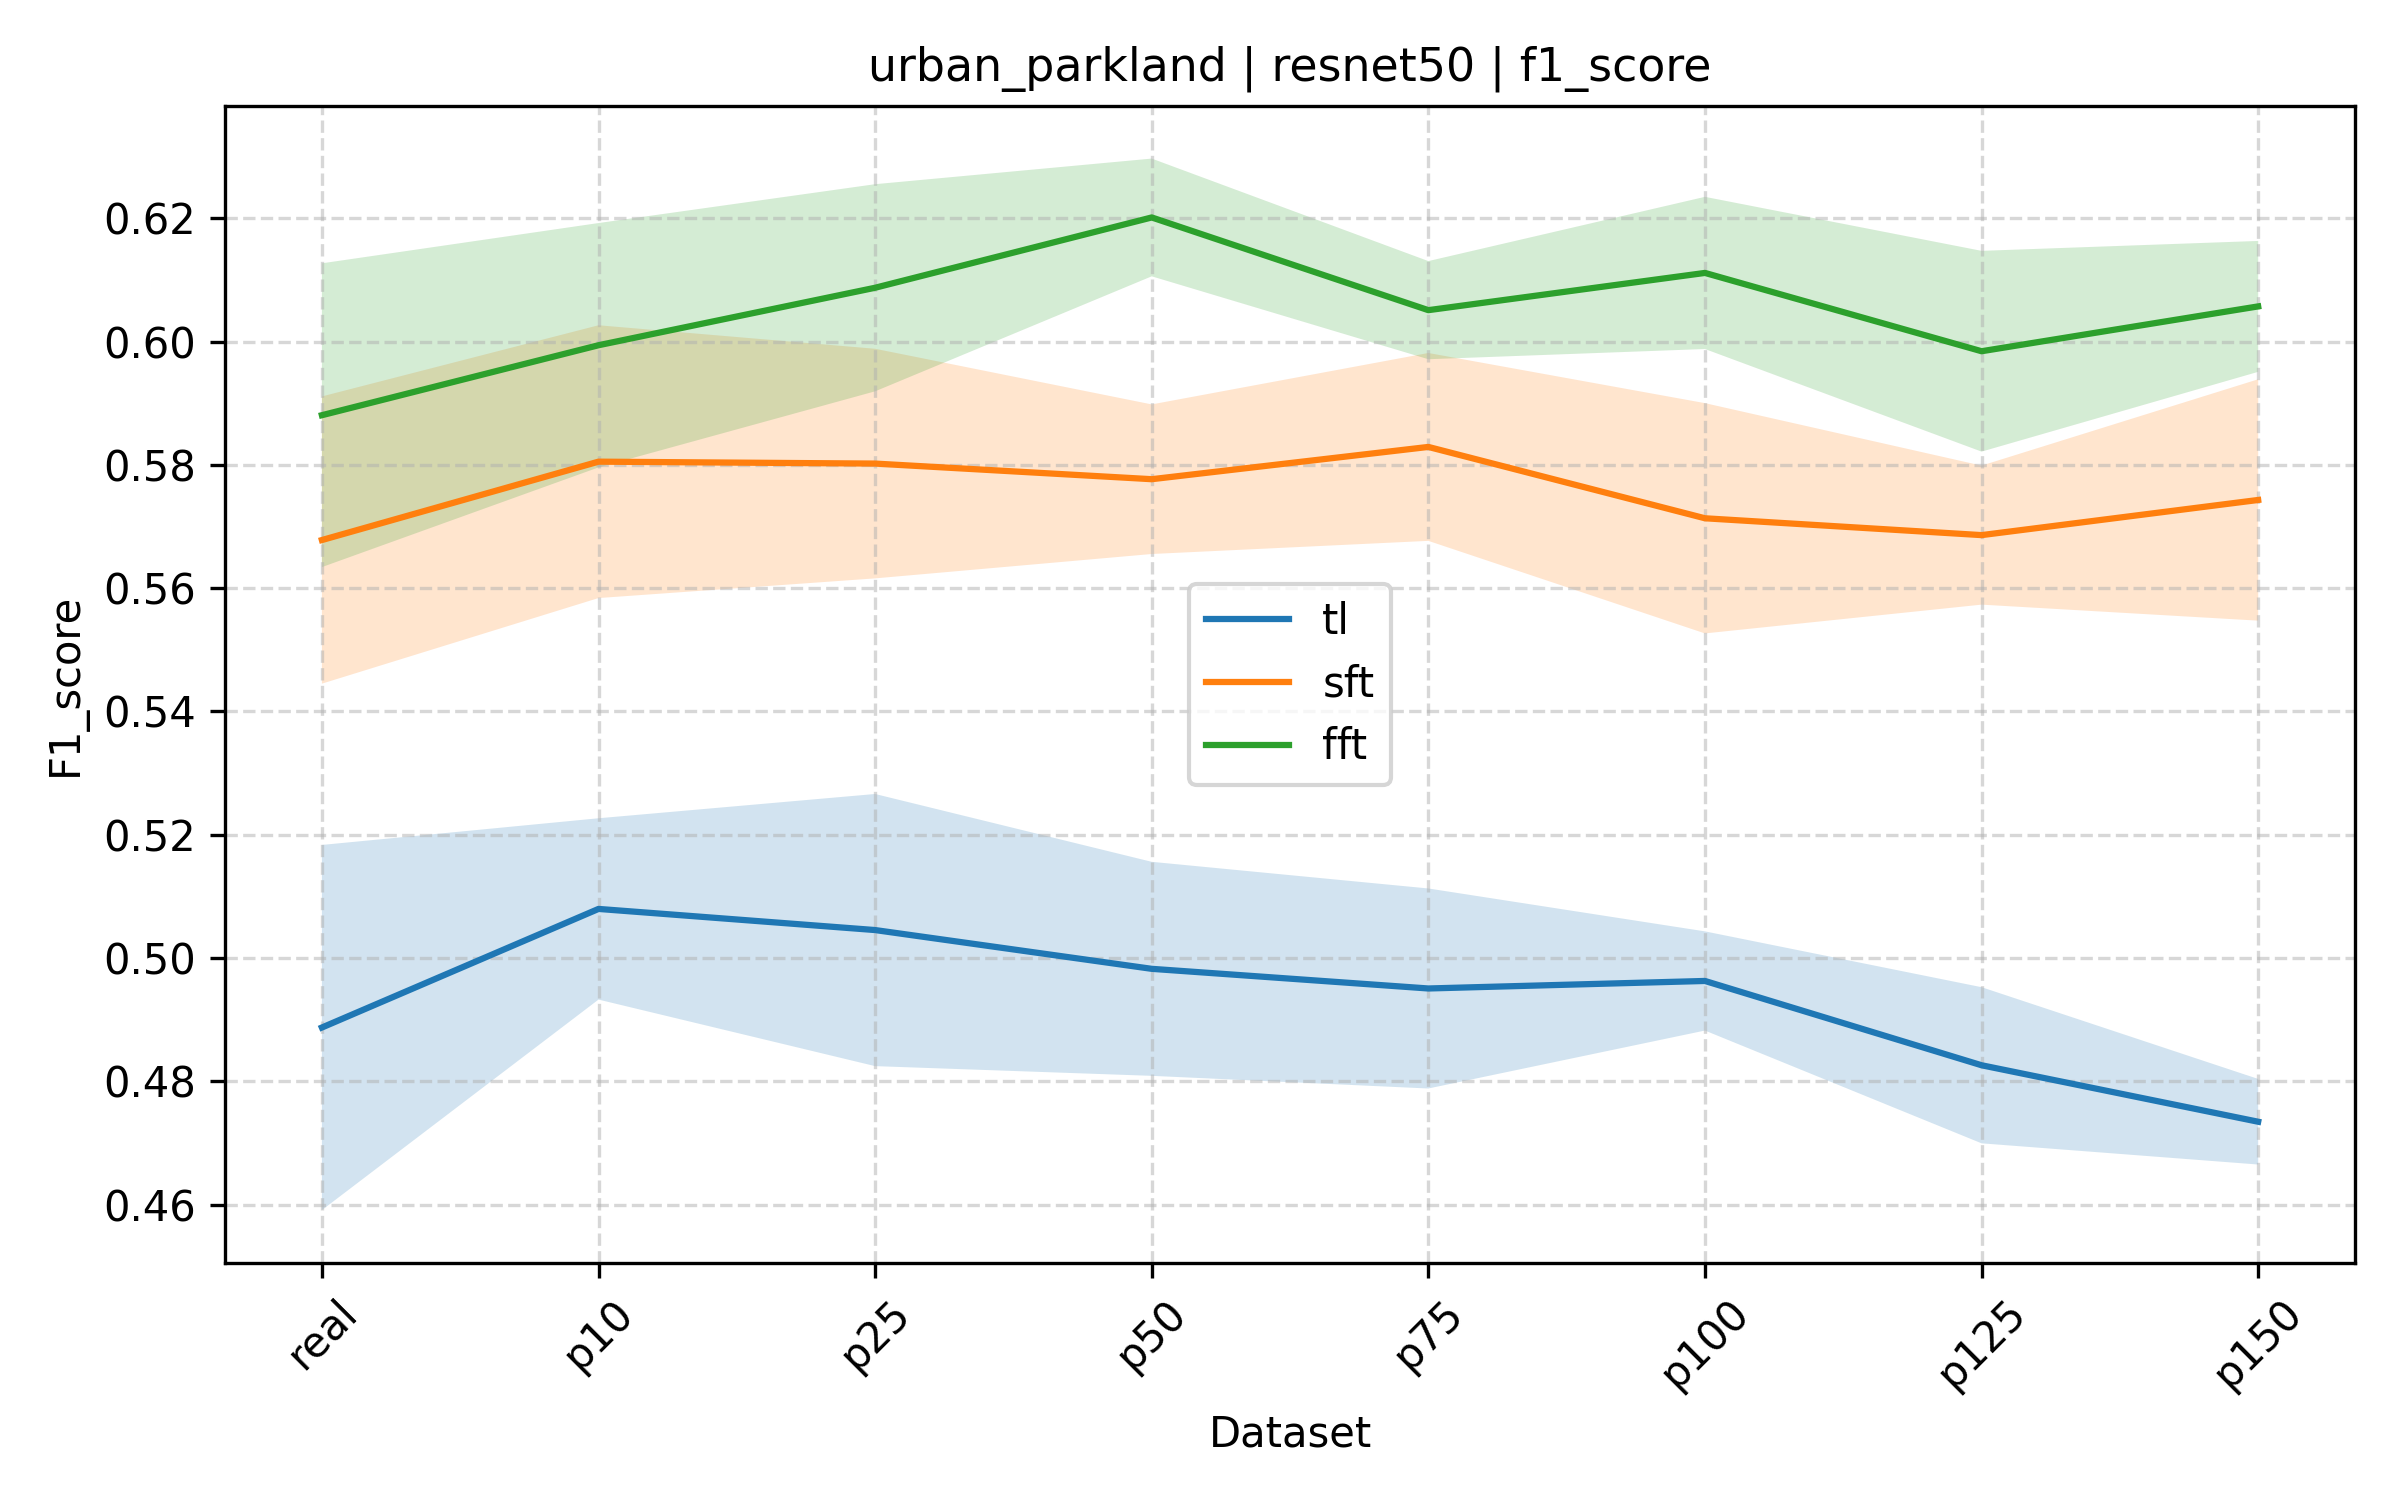 urban_parkland | resnet50 | f1_score
F1_score
0.62
0.60
0.58
0.56
0.54
0.52
0.50
0.48
0.46
tl
sft
fft
real
p10
p25
p50
p75
p100
p125
p150
Dataset